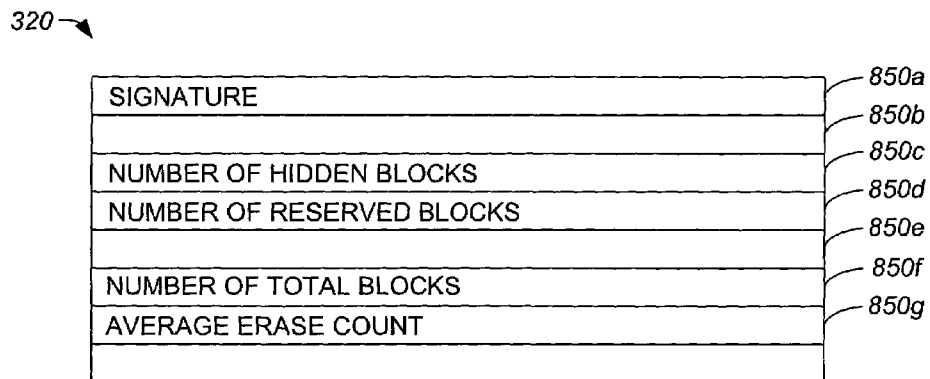 320
SIGNATURE 850a
850b
NUMBER OF HIDDEN BLOCKS 850c
NUMBER OF RESERVED BLOCKS 850d
850e
NUMBER OF TOTAL BLOCKS 850f
AVERAGE ERASE COUNT 850g